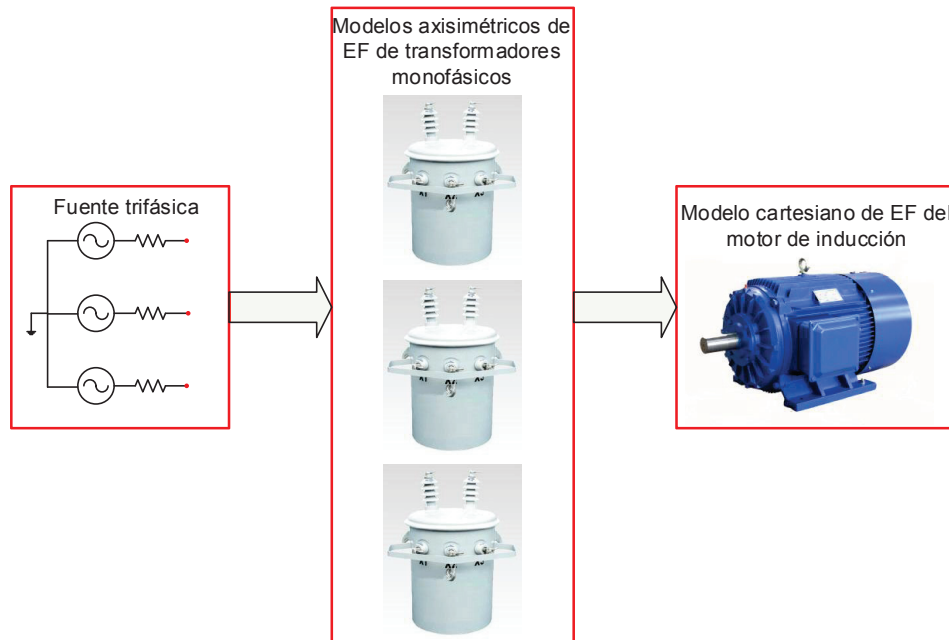 Modelos axisimétricos de
EF de transformadores
monofásicos
Fuente trifásica
Modelo cartesiano de EF del
motor de inducción